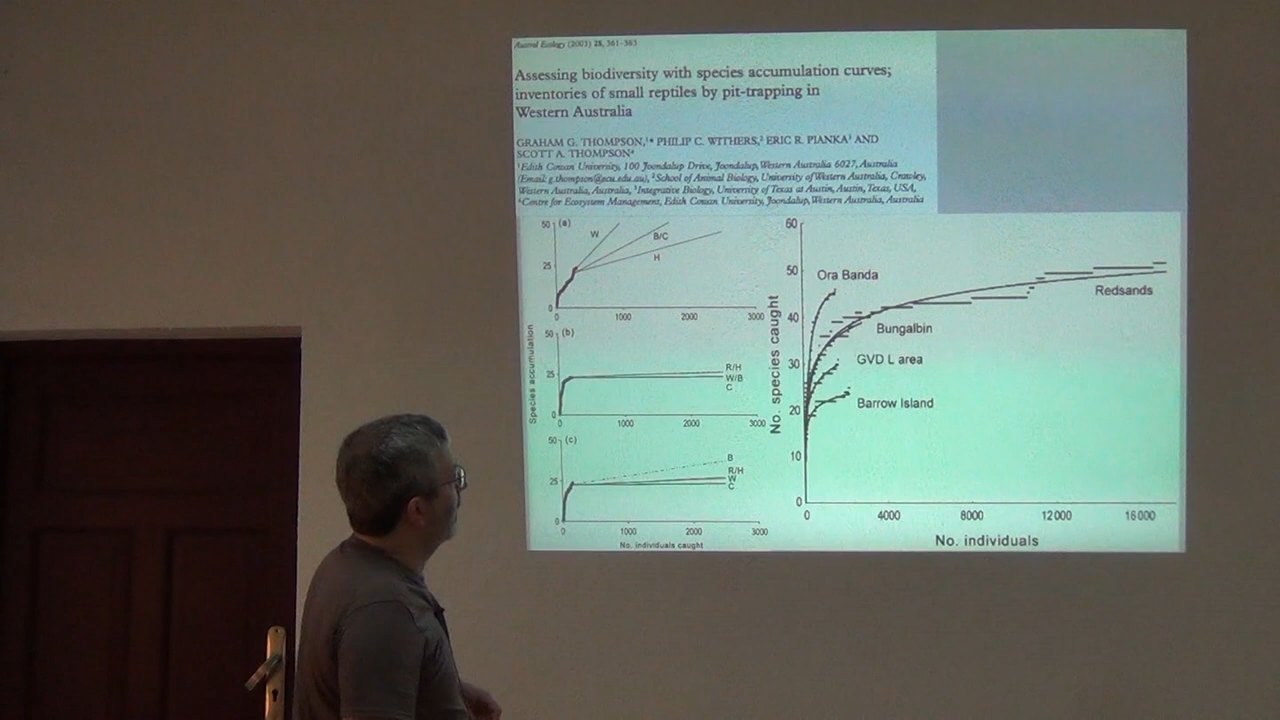 Austral Ecology (2003) 28, 361–383
Assessing biodiversity with species accumulation curves;
inventories of small reptiles by pit-trapping in
Western Australia
GRAHAM G. THOMPSON,1* PHILIP C. WITHERS,2 ERIC R. PIANKA3 AND
SCOTT A. THOMPSON4
1Edith Cowan University, 100 Joondalup Drive, Joondalup, Western Australia 6027, Australia
(Email: g.thompson@ecu.edu.au), 2School of Animal Biology, University of Western Australia, Crawley,
Western Australia, Australia, 3Integrative Biology, University of Texas at Austin, Austin, Texas, USA,
4Centre for Ecosystem Management, Edith Cowan University, Joondalup, Western Australia, Australia
Species accumulation
50
(a)
W
B/C
H
25
0
0
1000
2000
3000
50
(b)
R/H
W/B
C
25
0
0
1000
2000
3000
50
(c)
B
R/H
W
C
25
0
0
1000
2000
3000
No. individuals caught
No. species caught
60
50
40
30
20
10
0
Ora Banda
Redsands
Bungalbin
GVD L area
Barrow Island
0
4000
8000
12000
16000
No. individuals